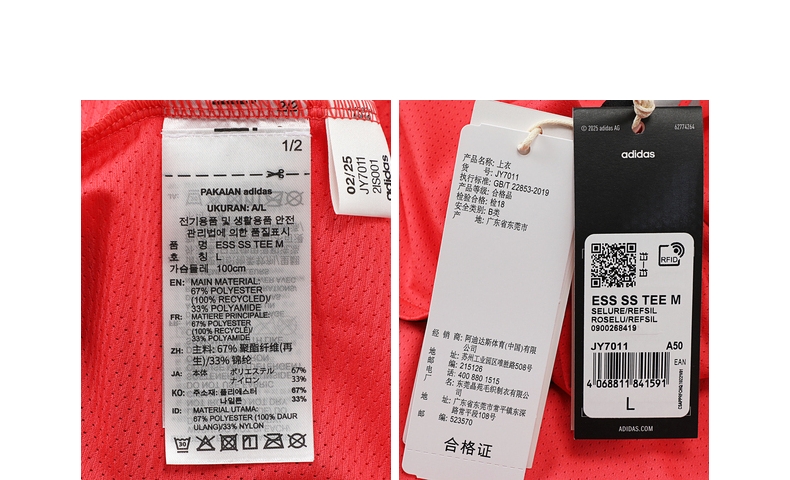 1/2
PAKAIAN adidas
UKURAN: A/L
전기용품 및 생활용품 안전
관리법에 의한 품질표시
품 명 ESS SS TEE M
호 칭 L
가슴둘레 100cm
EN: MAIN MATERIAL:
67% POLYESTER
(100% RECYCLED)/
33% POLYAMIDE
FR: MATIERE PRINCIPALE:
67% POLYESTER
(100% RECYCLE)/
33% POLYAMIDE
ZH: 主料: 67% 聚酯纤维(再
生)/33% 锦纶
JA: 本体 ポリエステル 67%
ナイロン 33%
KO: 주소재: 폴리에스터 67%
나일론 33%
ID: MATERIAL UTAMA:
67% POLYESTER (100% DAUR
ULANG)/33% NYLON
30
02/25
JY7011
2IS001
adidas
产品名称: 上衣
货 号: JY7011
执行标准: GB/T 22853-2019
产品等级: 合格品
检验合格: 检18
安全类别: B类
产 地: 广东省东莞市
经 销 商: 阿迪达斯体育(中国)有限
公司
地 址: 苏州工业园区唯胜路508号
邮 编: 215126
电 话: 400 880 1515
厂 名: 东莞晶苑毛织制衣有限公
司
地 址: 广东省东莞市常平镇东深
路常平段108号
邮 编: 523570
合格证
© 2025 adidas AG
62774264
adidas
RFID
ESS SS TEE M
SELURE/REFSIL
ROSELU/REFSIL
0900268419
JY7011 A50
EAN
4 068811 841591
L
ADIDAS.COM